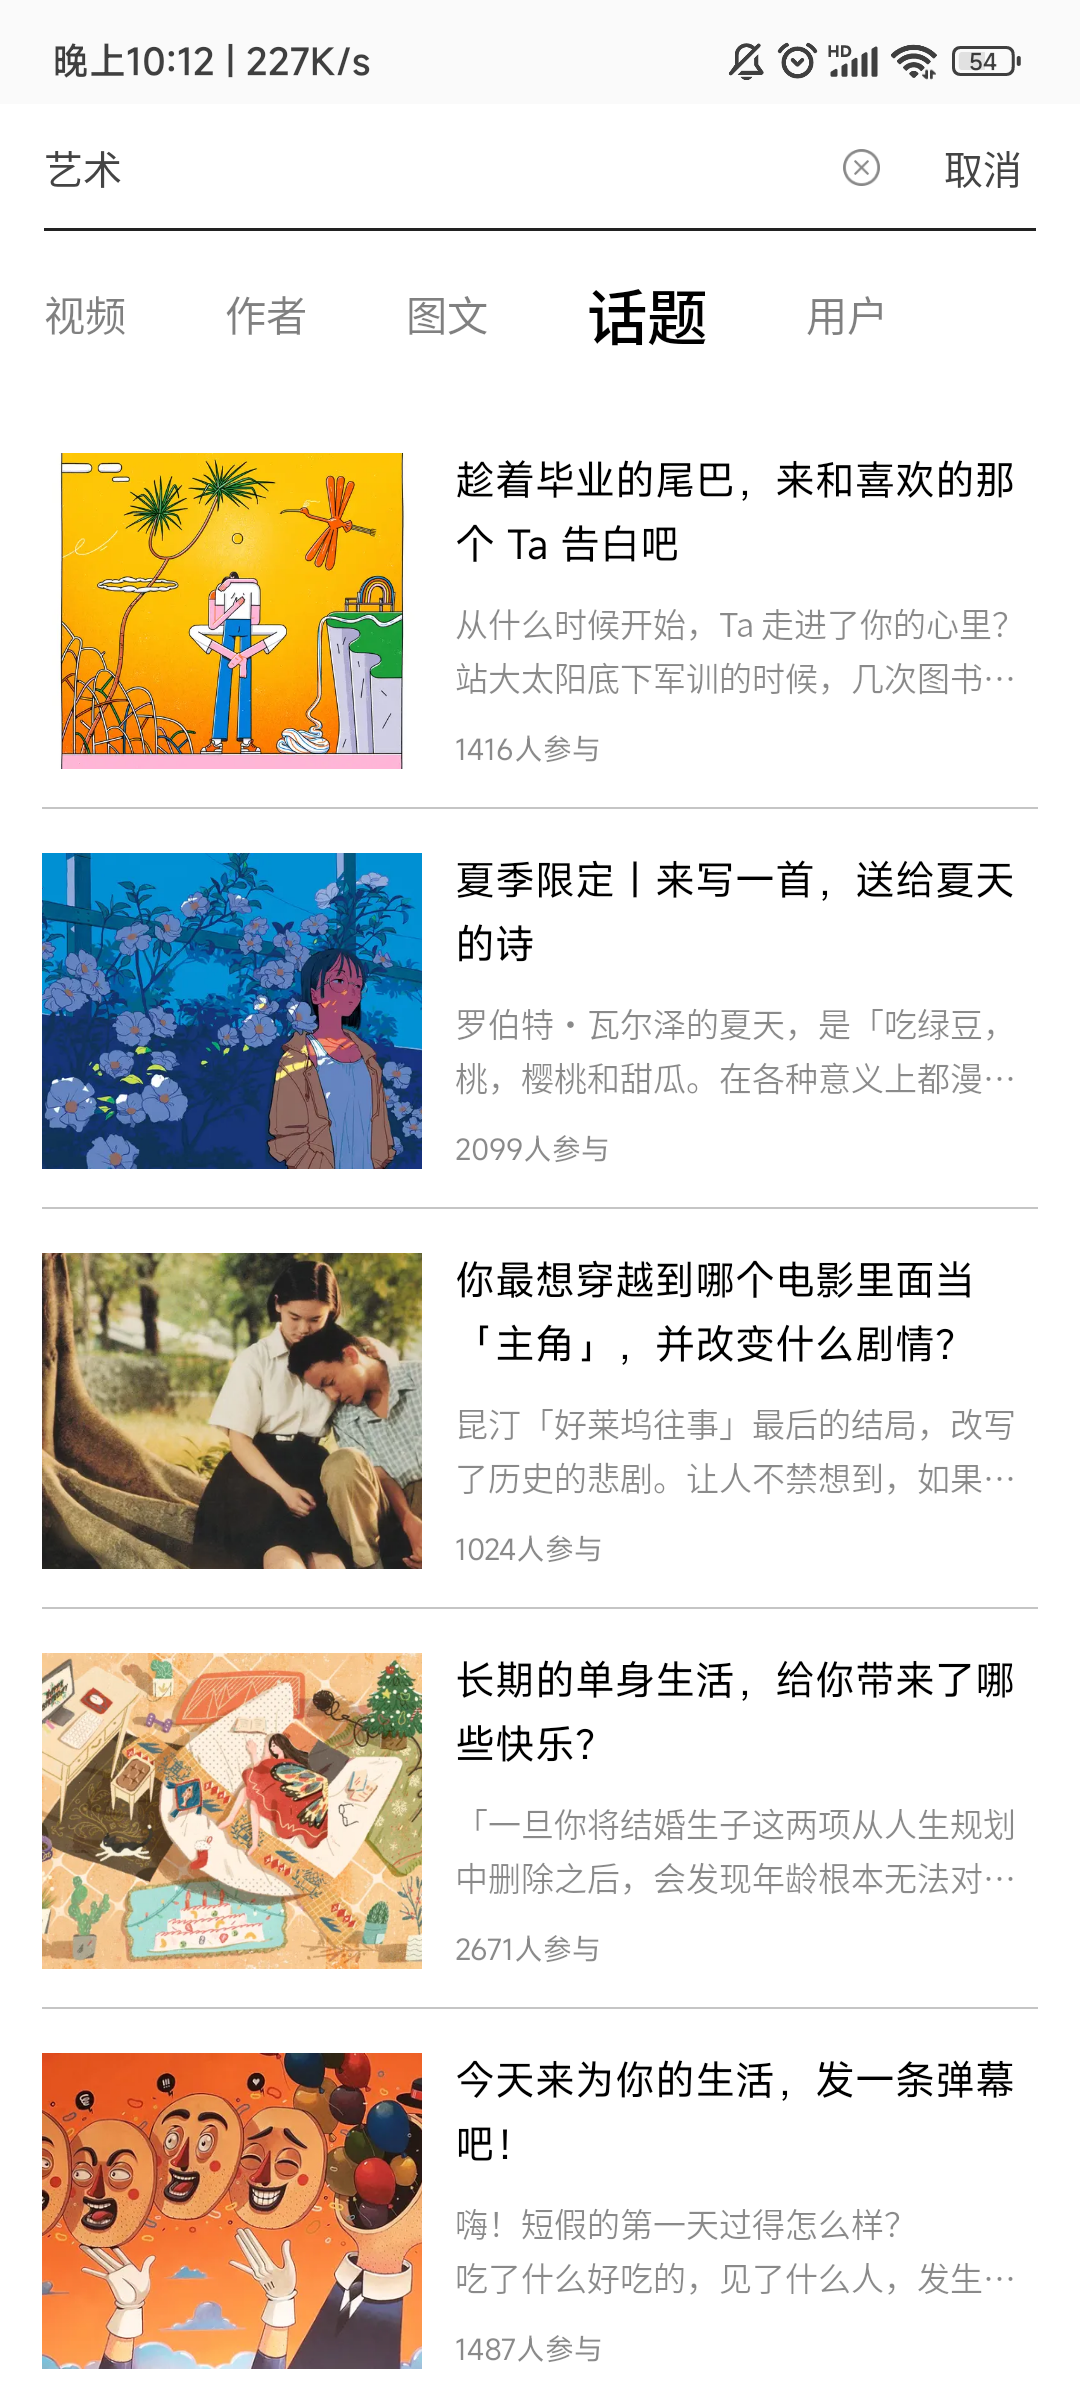 晚上10:12 | 227K/s
HD
54
艺术
取消
视频 作者 图文 话题 用户
趁着毕业的尾巴，来和喜欢的那
个 Ta 告白吧
从什么时候开始，Ta 走进了你的心里？
站大太阳底下军训的时候，几次图书…
1416人参与
夏季限定丨来写一首，送给夏天
的诗
罗伯特·瓦尔泽的夏天，是「吃绿豆，
桃，樱桃和甜瓜。在各种意义上都漫…
2099人参与
你最想穿越到哪个电影里面当
「主角」，并改变什么剧情？
昆汀「好莱坞往事」最后的结局，改写
了历史的悲剧。让人不禁想到，如果…
1024人参与
长期的单身生活，给你带来了哪
些快乐？
「一旦你将结婚生子这两项从人生规划
中删除之后，会发现年龄根本无法对…
2671人参与
今天来为你的生活，发一条弹幕
吧！
嗨！短假的第一天过得怎么样？
吃了什么好吃的，见了什么人，发生…
1487人参与